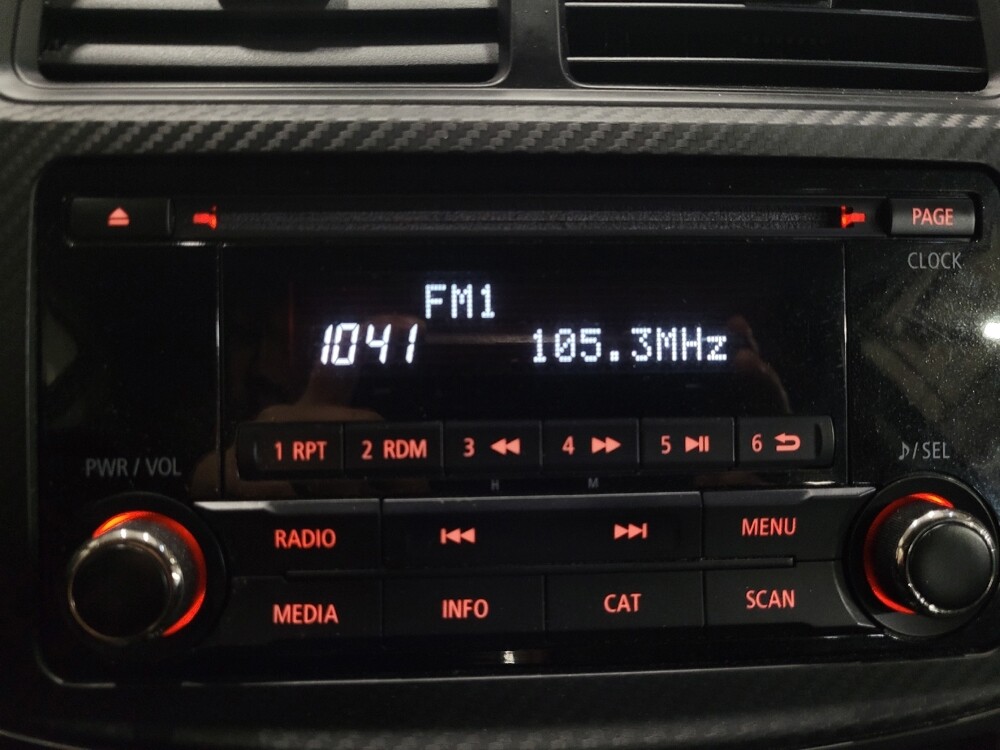 PAGE
CLOCK
FM1
1041 105.3MHz
1 RPT 2 RDM 3 4 5 6
H M
PWR / VOL
♪/SEL
RADIO MENU
MEDIA INFO CAT SCAN